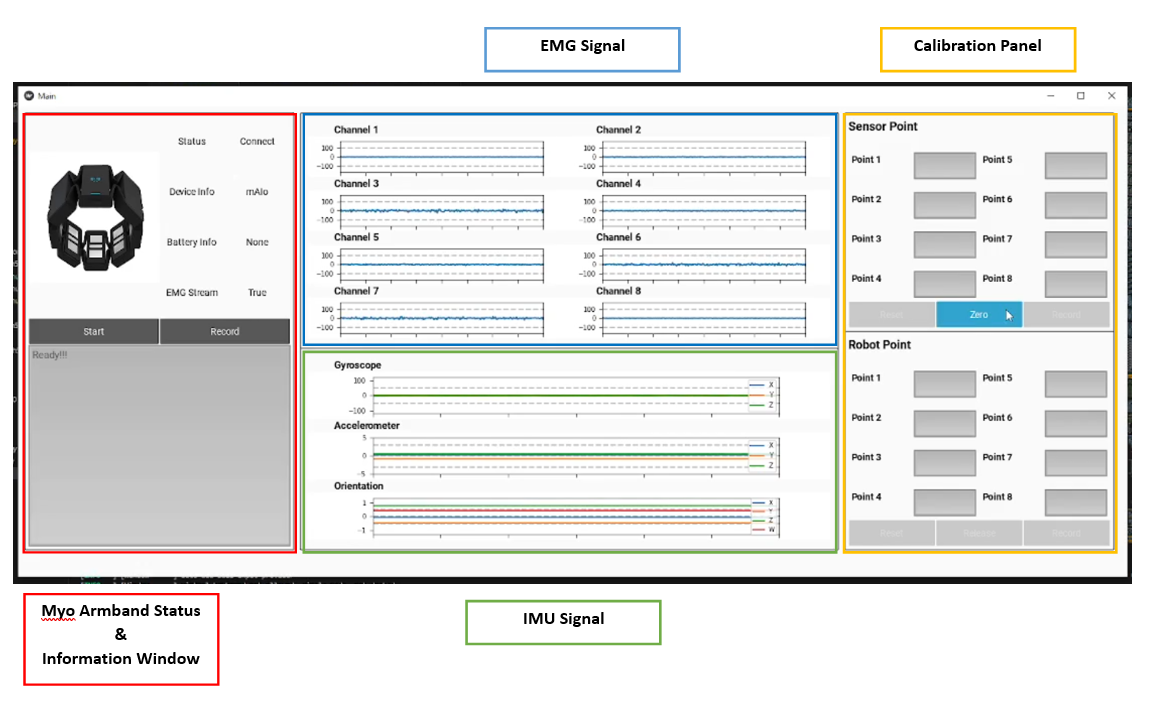 EMG Signal
Calibration Panel
Main
Status Connect
Device Info mAlo
Battery Info None
EMG Stream True
Start Record
Ready!!!
Channel 1
100
0
−100
Channel 2
100
0
−100
Channel 3
100
0
−100
Channel 4
100
0
−100
Channel 5
100
0
−100
Channel 6
100
0
−100
Channel 7
100
0
−100
Channel 8
100
0
−100
Gyroscope
100
0
−100
X
Y
Z
Accelerometer
5
0
−5
X
Y
Z
Orientation
1
0
−1
X
Y
Z
W
Sensor Point
Point 1 Point 5
Point 2 Point 6
Point 3 Point 7
Point 4 Point 8
Reset Zero Record
Robot Point
Point 1 Point 5
Point 2 Point 6
Point 3 Point 7
Point 4 Point 8
Reset Record
Myo Armband Status
&
Information Window
IMU Signal